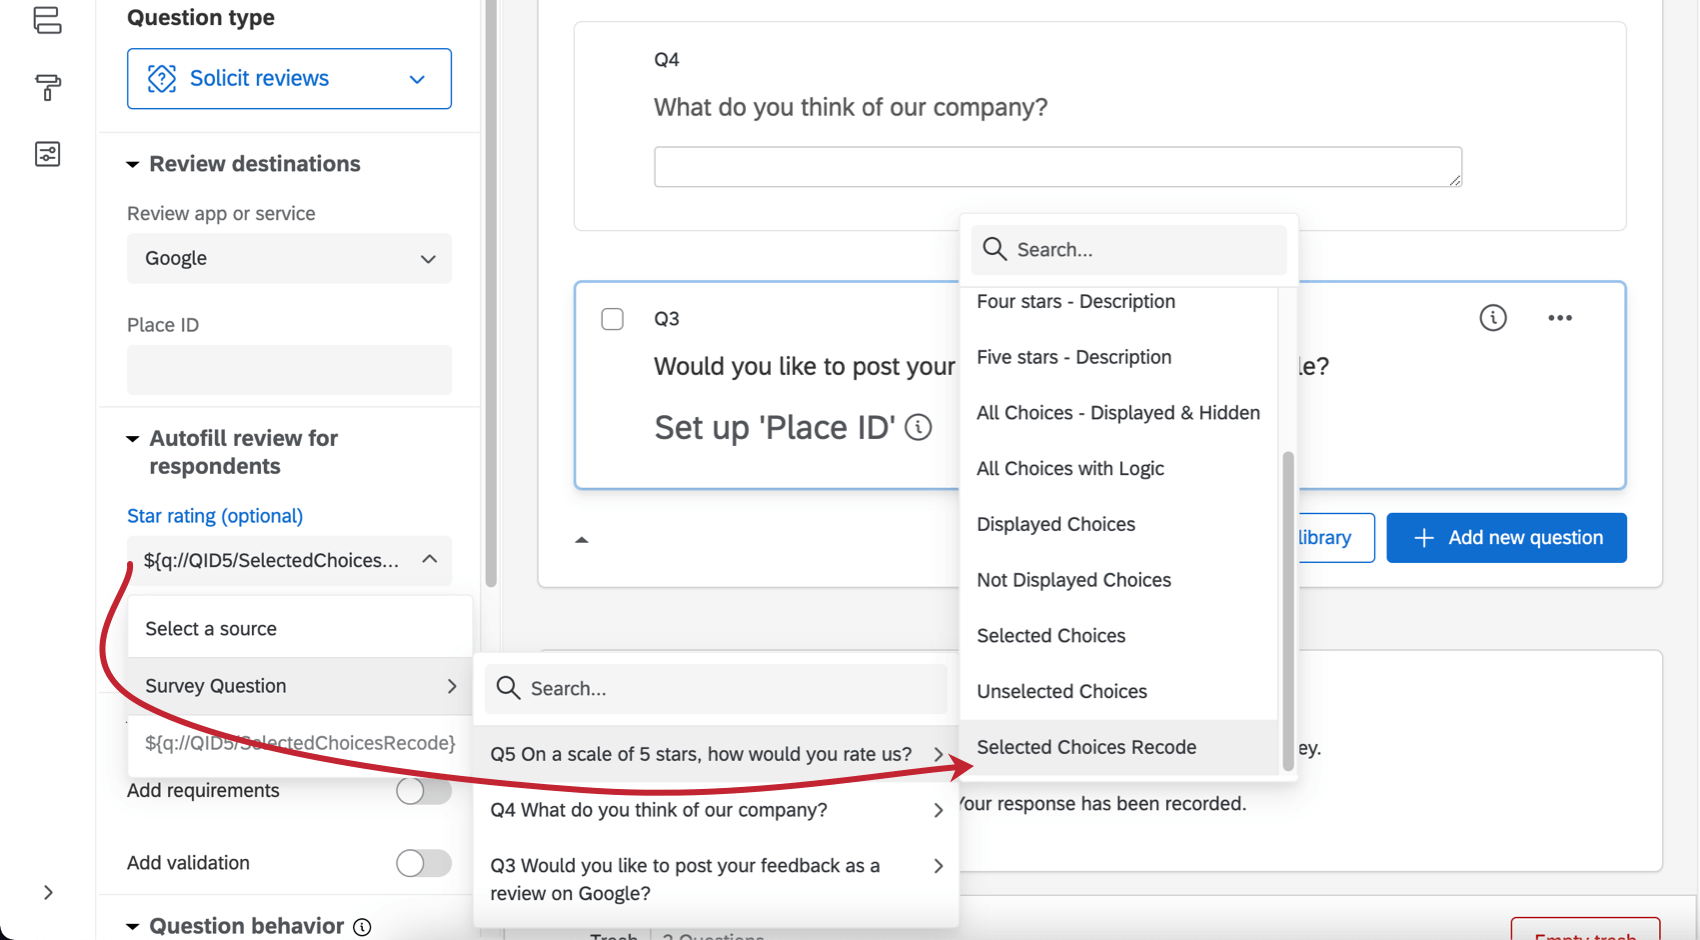 Question type
Solicit reviews
Review destinations
Review app or service
Google
Place ID
Autofill review for
respondents
Star rating (optional)
${q://QID5/SelectedChoices...
Select a source
Survey Question
${q://QID5/SelectedChoicesRecode}
Add requirements
Add validation
Question behavior
Q4
What do you think of our company?
Q3
Would you like to post your
le?
Set up 'Place ID'
library
Add new question
Search...
Four stars - Description
Five stars - Description
All Choices - Displayed & Hidden
All Choices with Logic
Displayed Choices
Not Displayed Choices
Selected Choices
Unselected Choices
Selected Choices Recode
Search...
Q5 On a scale of 5 stars, how would you rate us?
Q4 What do you think of our company?
Q3 Would you like to post your feedback as a
review on Google?
ey.
Your response has been recorded.
Trash
Questions
Empty trash